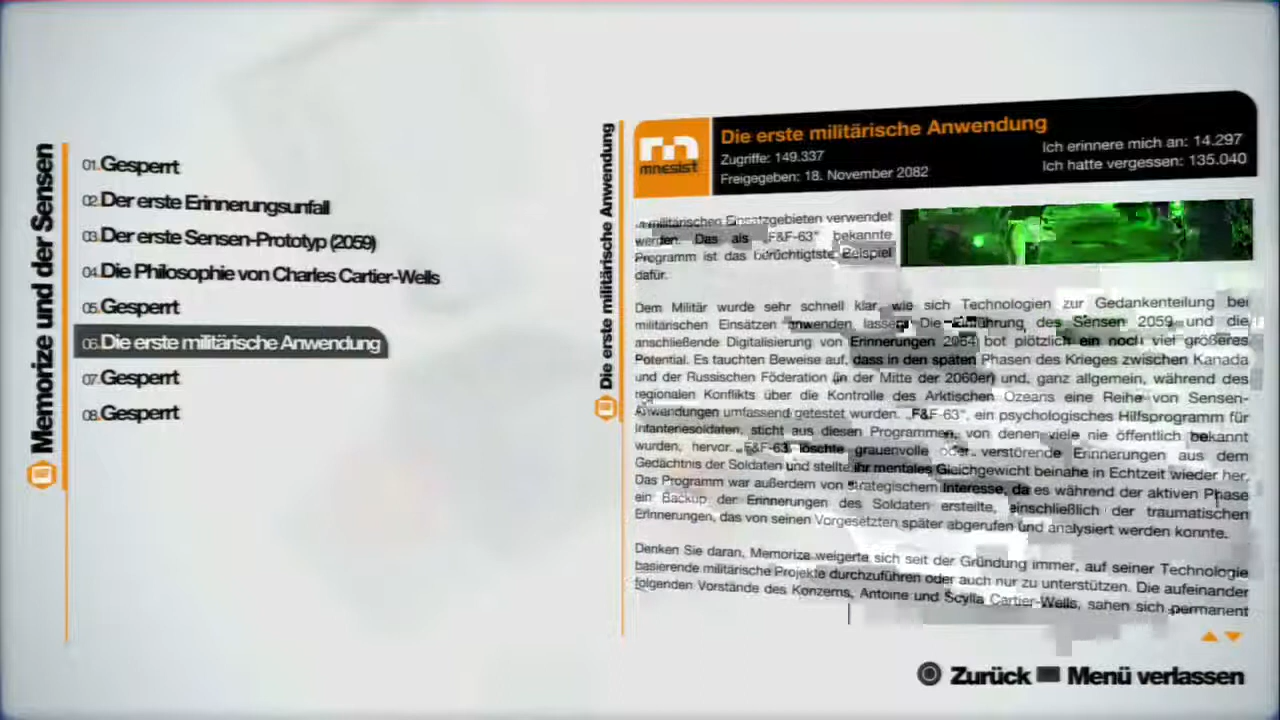 Memorize und der Sensen
01. Gesperrt
02. Der erste Erinnerungsunfall
03. Der erste Sensen-Prototyp (2059)
04. Die Philosophie von Charles Cartier-Wells
05. Gesperrt
06. Die erste militärische Anwendung
07. Gesperrt
08. Gesperrt
Die erste militärische Anwendung
mnesist
Die erste militärische Anwendung
Zugriffe: 149.337
Freigegeben: 18. November 2082
Ich erinnere mich an: 14.297
Ich hatte vergessen: 135.040
militärischen Einsatzgebieten verwendet
werden. Das als „F&F-63“ bekannte
Programm ist das berüchtigtste Beispiel
dafür.
Dem Militär wurde sehr schnell klar, wie sich Technologien zur Gedankenteilung bei
militärischen Einsätzen anwenden lassen. Die Einführung des Sensen 2059 und die
anschließende Digitalisierung von Erinnerungen 2064) bot plötzlich ein noch viel größeres
Potential. Es tauchten Beweise auf, dass in den späten Phasen des Krieges zwischen Kanada
und der Russischen Föderation (in der Mitte der 2060er) und, ganz allgemein, während des
regionalen Konflikts über die Kontrolle des Arktischen Ozeans eine Reihe von Sensen-
Anwendungen umfassend getestet wurden. „F&F-63“, ein psychologisches Hilfsprogramm für
Infanteriesoldaten, sticht aus diesen Programmen, von denen viele nie öffentlich bekannt
wurden, hervor. „F&F-63 löschte grauenvolle oder verstörende Erinnerungen aus dem
Gedächtnis der Soldaten und stellte ihr mentales Gleichgewicht beinahe in Echtzeit wieder her.
Das Programm war außerdem von strategischem Interesse, da es während der aktiven Phase
ein Backup der Erinnerungen des Soldaten erstellte, einschließlich der traumatischen
Erinnerungen, das von seinen Vorgesetzten später abgerufen und analysiert werden konnte.
Denken Sie daran, Memorize weigerte sich seit der Gründung immer, auf seiner Technologie
basierende militärische Projekte durchzuführen oder auch nur zu unterstützen. Die aufeinander
folgenden Vorstände des Konzerns, Antoine und Scylla Cartier-Wells, sahen sich permanent
Zurück Menü verlassen